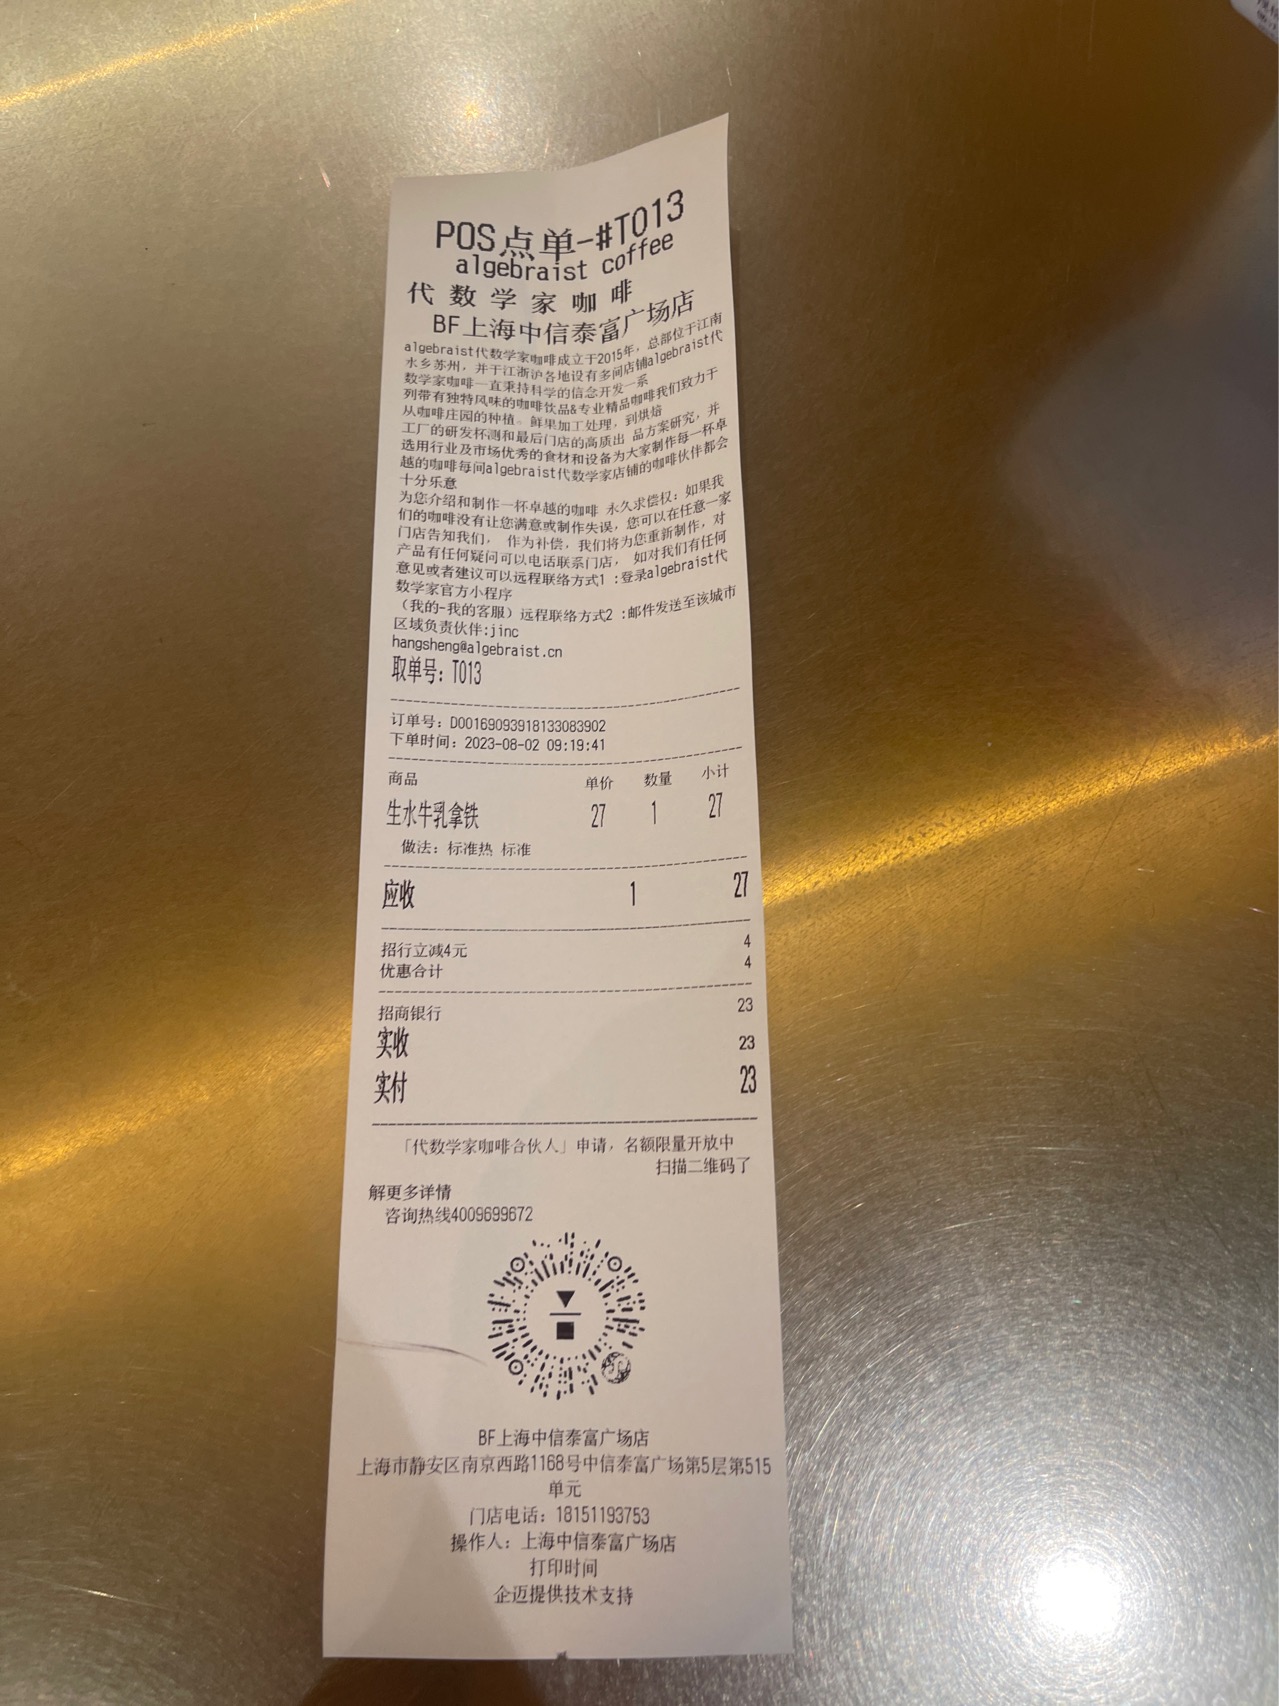 POS点单-#T013
algebraist coffee
代数学家咖啡
BF上海中信泰富广场店
algebraist代数学家咖啡成立于2015年，总部位于江南
水乡苏州，并于江浙沪各地设有多间店铺algebraist代
数学家咖啡一直秉持科学的信念开发一系
列带有独特风味的咖啡饮品&专业精品咖啡我们致力于
从咖啡庄园的种植。鲜果加工处理，到烘焙
工厂的研发杯测和最后门店的高质出 品方案研究，并
选用行业及市场优秀的食材和设备为大家制作每一杯卓
越的咖啡每间algebraist代数学家店铺的咖啡伙伴都会
十分乐意
为您介绍和制作一杯卓越的咖啡 永久求偿权：如果我
们的咖啡没有让您满意或制作失误，您可以在任意一家
门店告知我们， 作为补偿，我们将为您重新制作，对
产品有任何疑问可以电话联系门店， 如对我们有任何
意见或者建议可以远程联络方式1 :登录algebraist代
数学家官方小程序
（我的-我的客服）远程联络方式2 :邮件发送至该城市
区域负责伙伴:jinc
hangsheng@algebraist.cn
取单号：T013
订单号：D00169093918133083902
下单时间：2023-08-02 09:19:41
商品 单价 数量 小计
生水牛乳拿铁 27 1 27
做法：标准热 标准
应收 1 27
招行立减4元 4
优惠合计 4
招商银行 23
实收 23
实付 23
「代数学家咖啡合伙人」申请，名额限量开放中
扫描二维码了
解更多详情
咨询热线4009699672
BF上海中信泰富广场店
上海市静安区南京西路1168号中信泰富广场第5层第515
单元
门店电话：18151193753
操作人：上海中信泰富广场店
打印时间
企迈提供技术支持